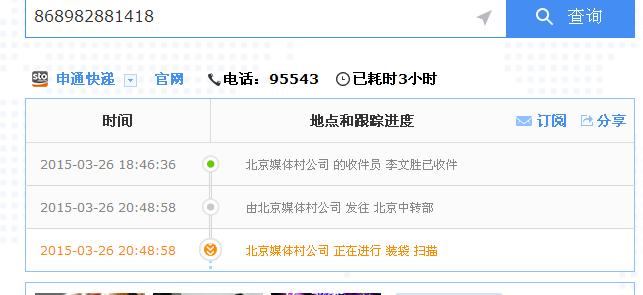 868982881418
查询
sto
申通快递 官网 电话：95543 已耗时3小时
时间 地点和跟踪进度 订阅 分享
2015-03-26 18:46:36 北京媒体村公司 的收件员 李文胜已收件
2015-03-26 20:48:58 由北京媒体村公司 发往 北京中转部
2015-03-26 20:48:58 北京媒体村公司 正在进行 装袋 扫描